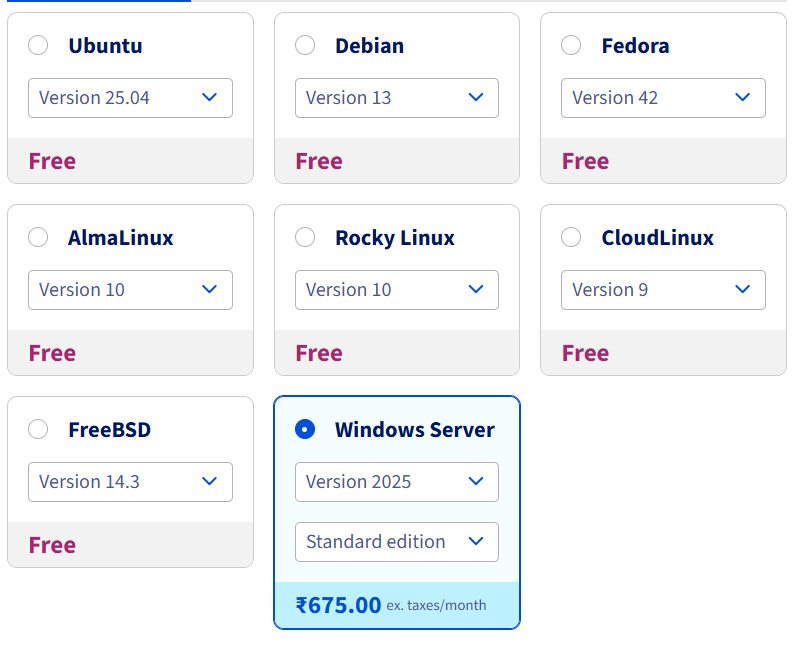 Ubuntu
Version 25.04
Free
Debian
Version 13
Free
Fedora
Version 42
Free
AlmaLinux
Version 10
Free
Rocky Linux
Version 10
Free
CloudLinux
Version 9
Free
FreeBSD
Version 14.3
Free
Windows Server
Version 2025
Standard edition
₹675.00 ex. taxes/month